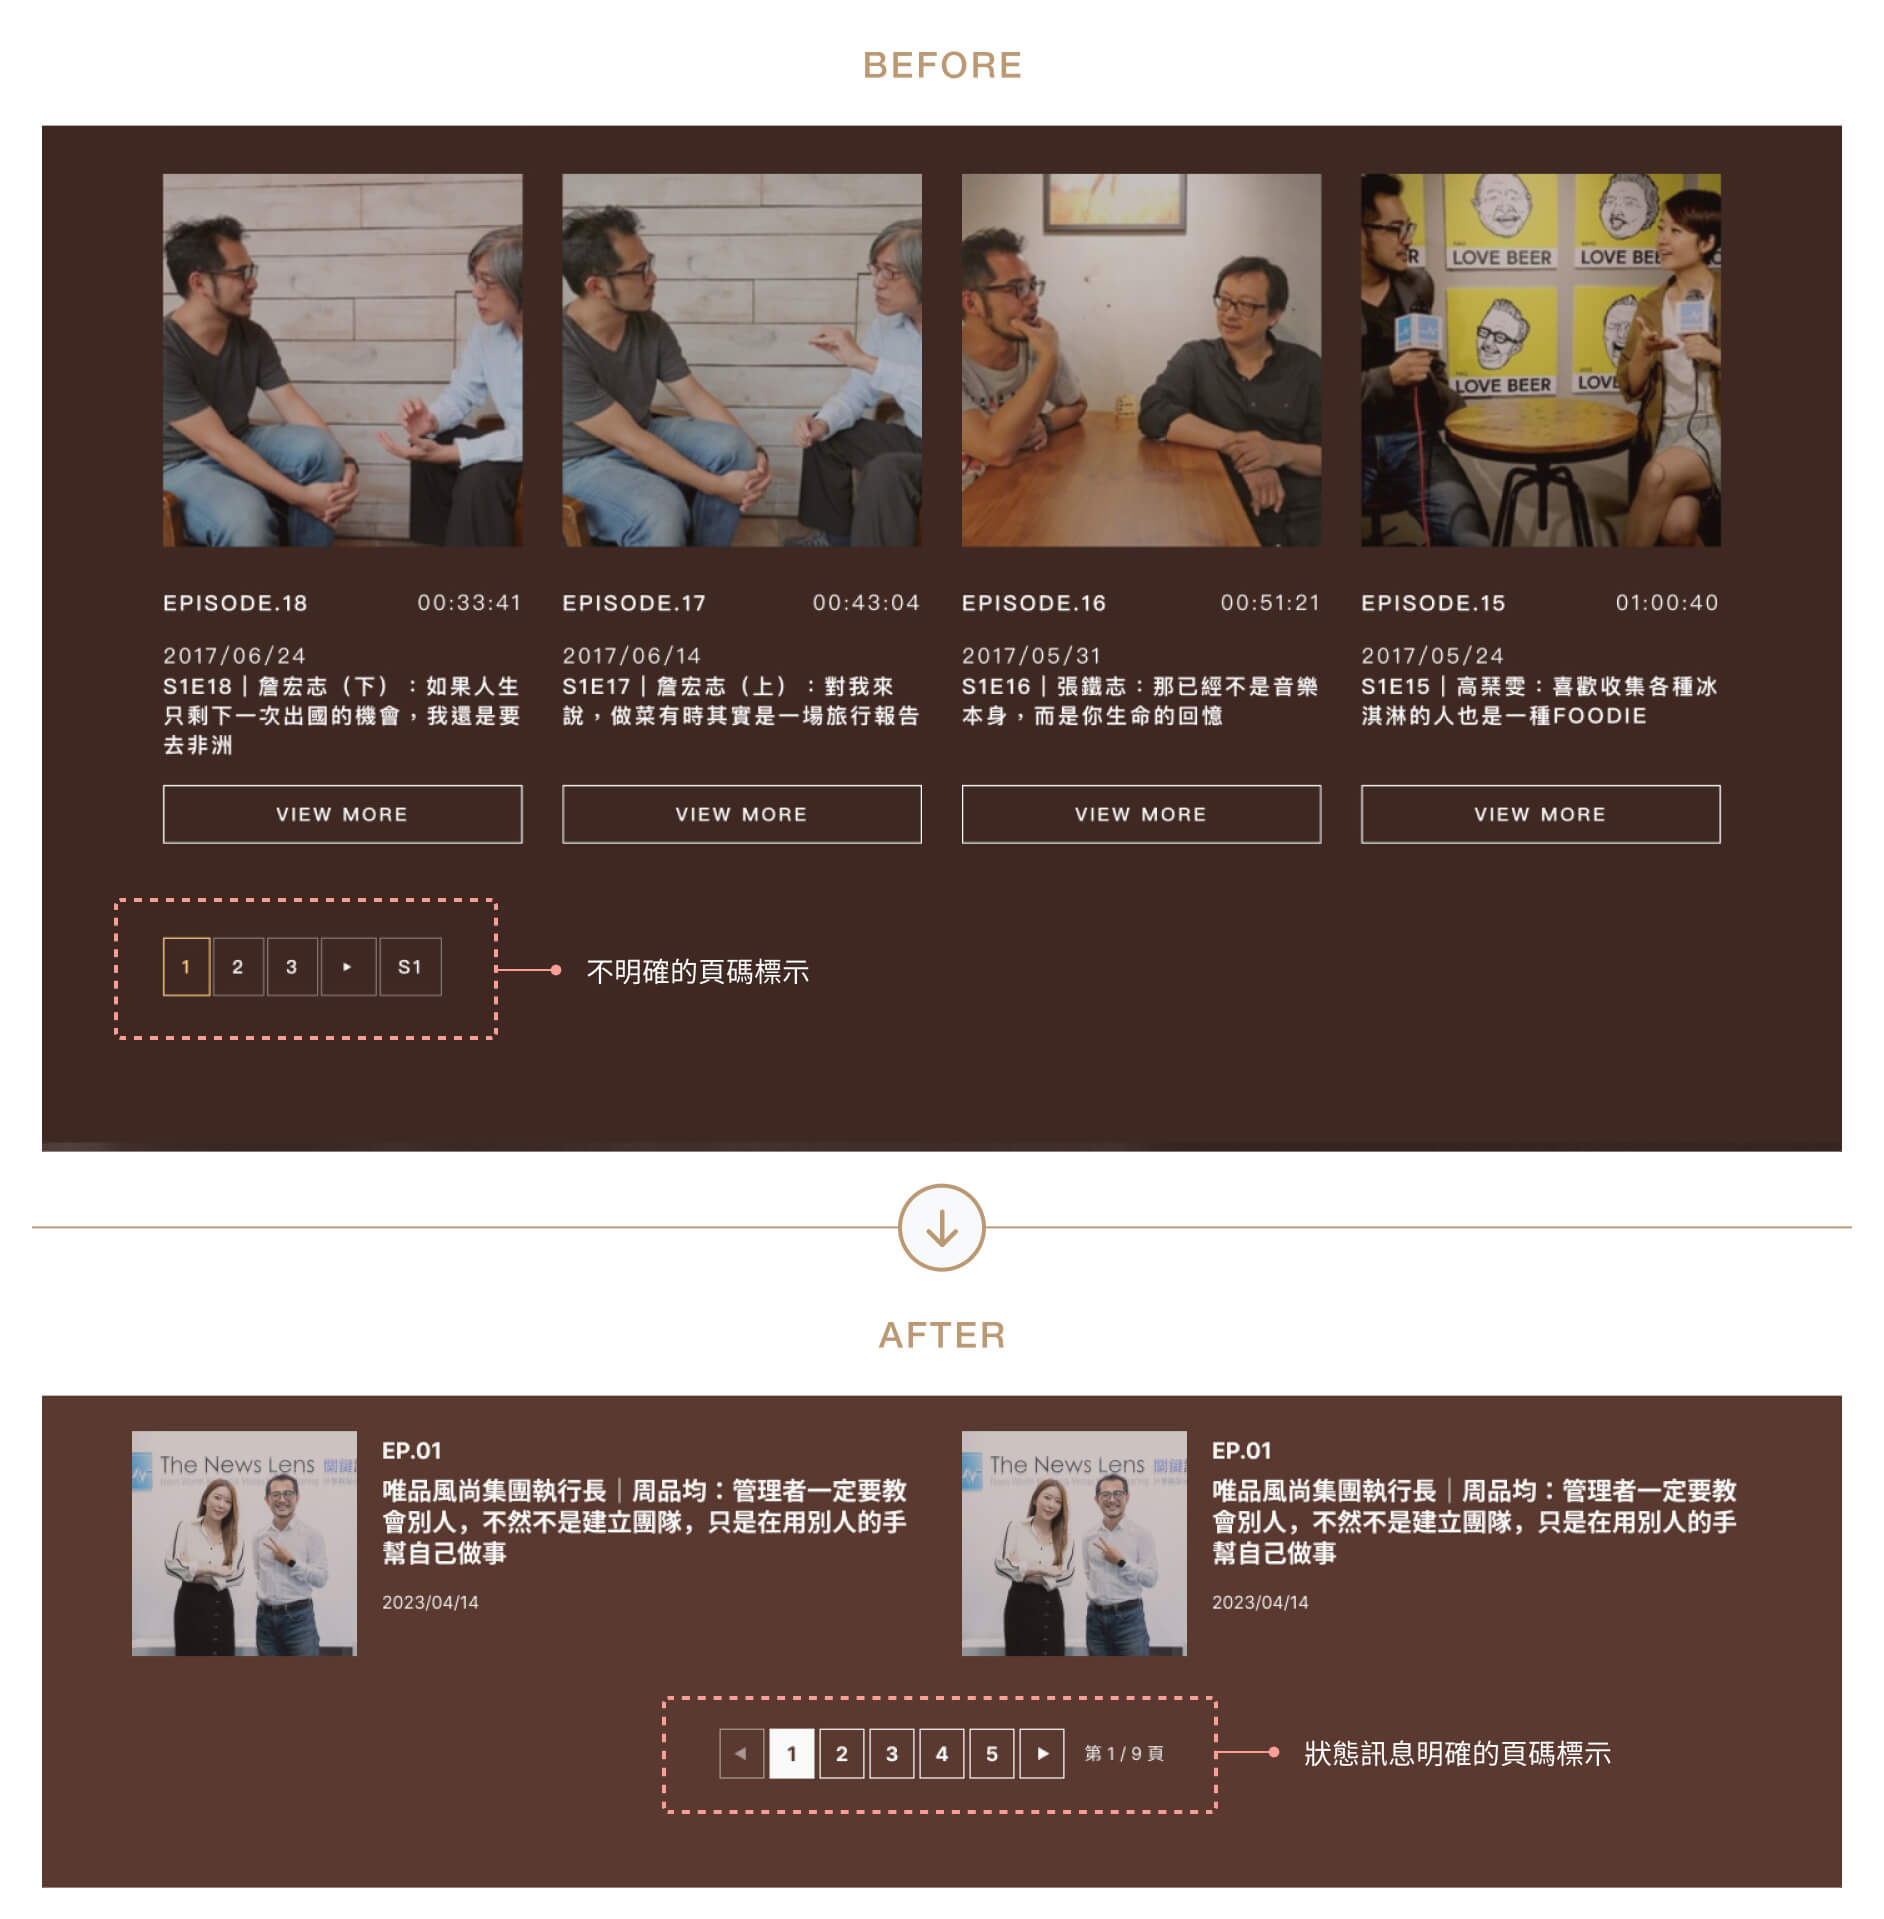 BEFORE
LOVE BEER
LOVE BEE
LOVE BEER
LOV
EPISODE.18
00:33:41
2017/06/24
S1E18｜詹宏志（下）：如果人生
只剩下一次出國的機會，我還是要
去非洲
VIEW MORE
EPISODE.17
00:43:04
2017/06/14
S1E17｜詹宏志（上）：對我來
說，做菜有時其實是一場旅行報告
VIEW MORE
EPISODE.16
00:51:21
2017/05/31
S1E16｜張鐵志：那已經不是音樂
本身，而是你生命的回憶
VIEW MORE
EPISODE.15
01:00:40
2017/05/24
S1E15｜高琹雯：喜歡收集各種冰
淇淋的人也是一種FOODIE
VIEW MORE
1 2 3 ▸ S1
不明確的頁碼標示
AFTER
The News Lens 關鍵
EP.01
唯品風尚集團執行長｜周品均：管理者一定要教
會別人，不然不是建立團隊，只是在用別人的手
幫自己做事
2023/04/14
The News Lens 關鍵
EP.01
唯品風尚集團執行長｜周品均：管理者一定要教
會別人，不然不是建立團隊，只是在用別人的手
幫自己做事
2023/04/14
◀ 1 2 3 4 5 ▶ 第 1 / 9 頁
狀態訊息明確的頁碼標示